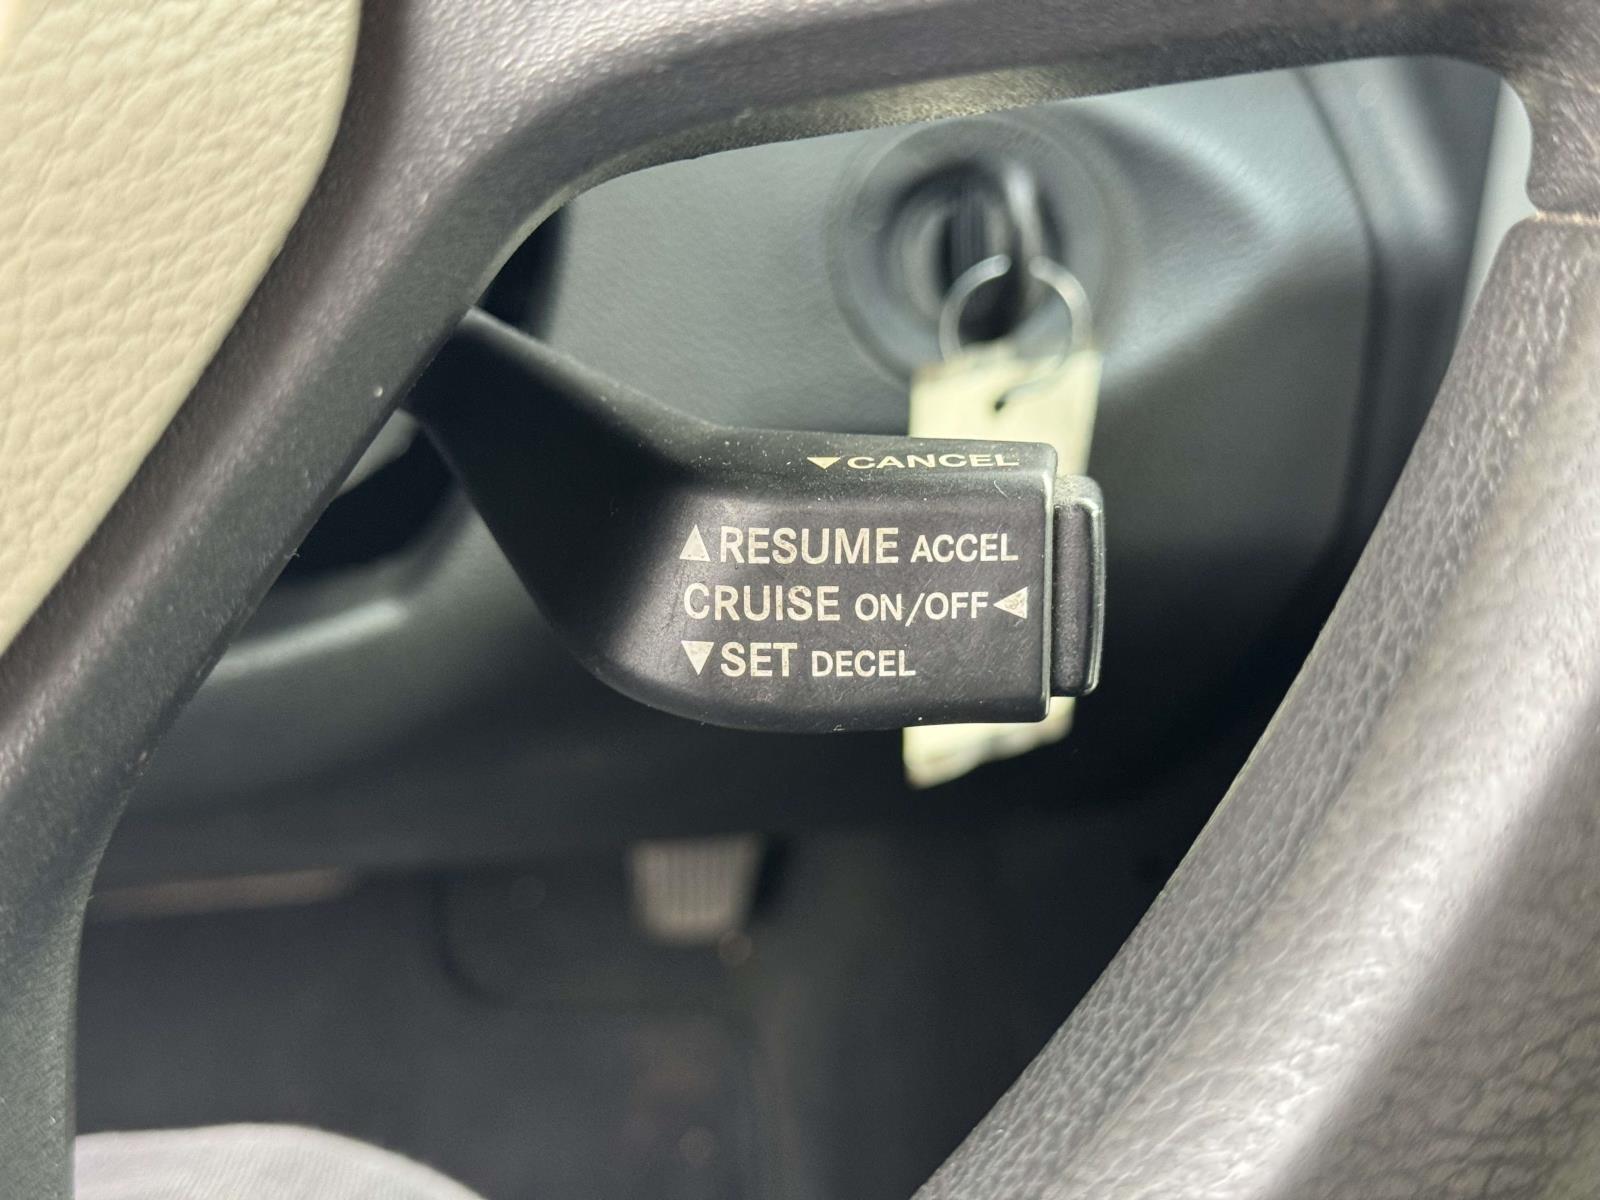 ▼CANCEL
▲RESUME ACCEL
CRUISE ON/OFF◀
▼SET DECEL